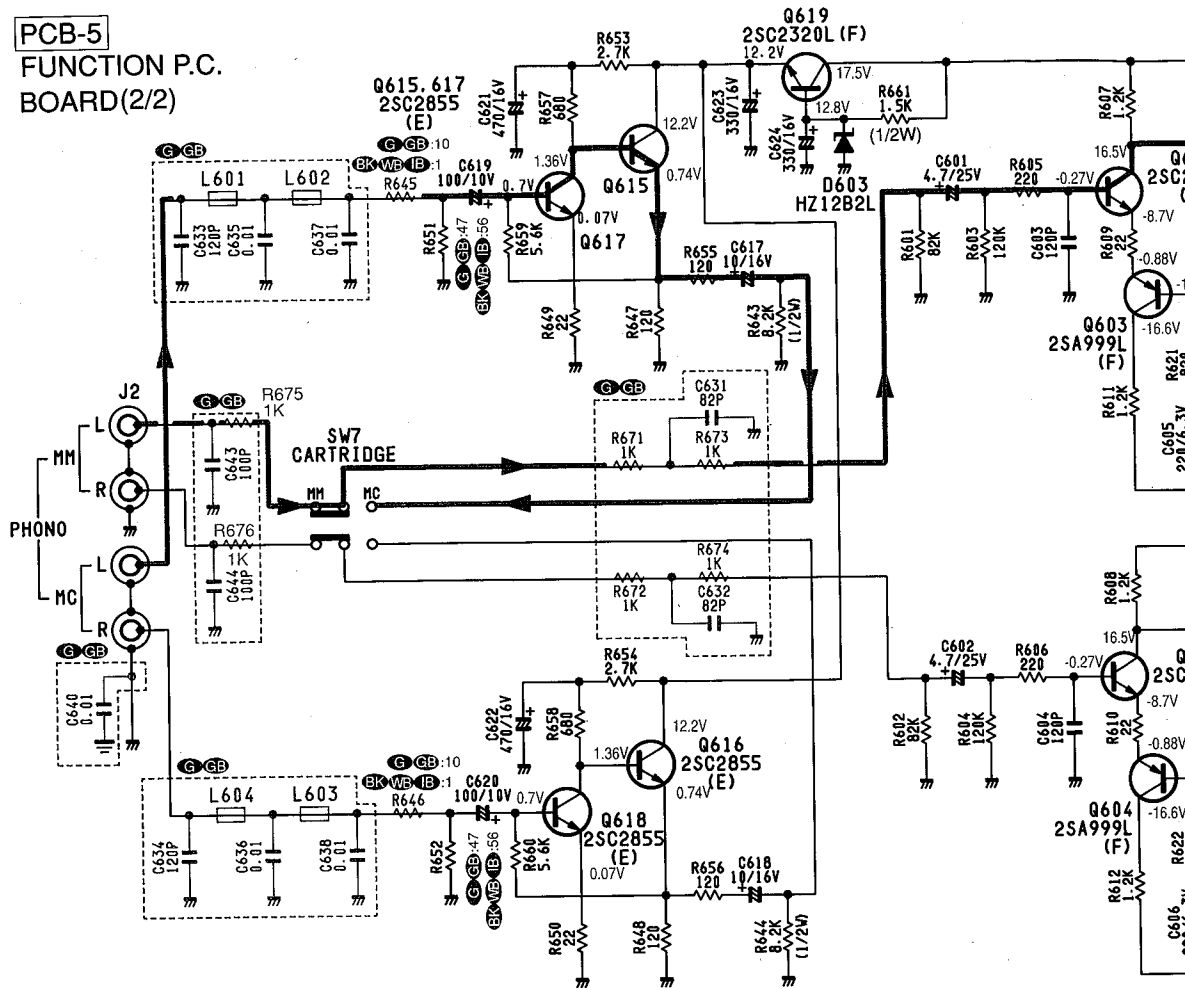 PCB-5
FUNCTION P.C.
BOARD(2/2)
Q615,617
2SC2855
(E)
G GB :10
BK WB IB :1
R645
C619
100/10V
G GB
L601
L602
C633
120P
C635
0.01
C637
0.01
R651
G GB :47
BK WB IB :56
R659
5.6K
0.7V
C621
470/16V
R657
680
R653
2.7K
1.36V
Q615
12.2V
0.74V
0.07V
Q617
R649
22
R647
120
R655
120
C617
10/16V
R643
8.2K
(1/2W)
Q619
2SC2320L(F)
12.2V
17.5V
12.8V
C623
330/16V
C624
330/16V
R661
1.5K
(1/2W)
D603
HZ12B2L
C601
4.7/25V
R605
220
-0.27V
R601
82K
R603
120K
C603
120P
R607
1.2K
16.5V
2SC
-8.7V
R609
22
-0.88V
Q603
2SA999L
(F)
-16.6V
R611
1.2K
R621
C605
J2
L
MM
R
PHONO
L
MC
R
G GB
R675
1K
C643
100P
R676
1K
C644
100P
SW7
CARTRIDGE
MM
MC
G GB
C631
82P
R671
1K
R673
1K
R674
1K
R672
1K
C632
82P
G GB
C640
0.01
G GB
L604
L603
C634
120P
C636
0.01
C638
0.01
G GB :10
BK WB IB :1
R646
C620
100/10V
R652
G GB :47
BK WB IB :56
R660
5.6K
0.7V
C622
470/16V
R658
680
R654
2.7K
1.36V
12.2V
Q616
2SC2855
(E)
0.74V
Q618
2SC2855
(E)
0.07V
R650
22
R648
120
R656
120
C618
10/16V
R644
8.2K
(1/2W)
C602
4.7/25V
R606
220
-0.27V
R602
82K
R604
120K
C604
120P
R608
1.2K
16.5V
2SC
-8.7V
R610
22
-0.88V
Q604
2SA999L
(F)
-16.6V
R612
1.2K
R622
C606